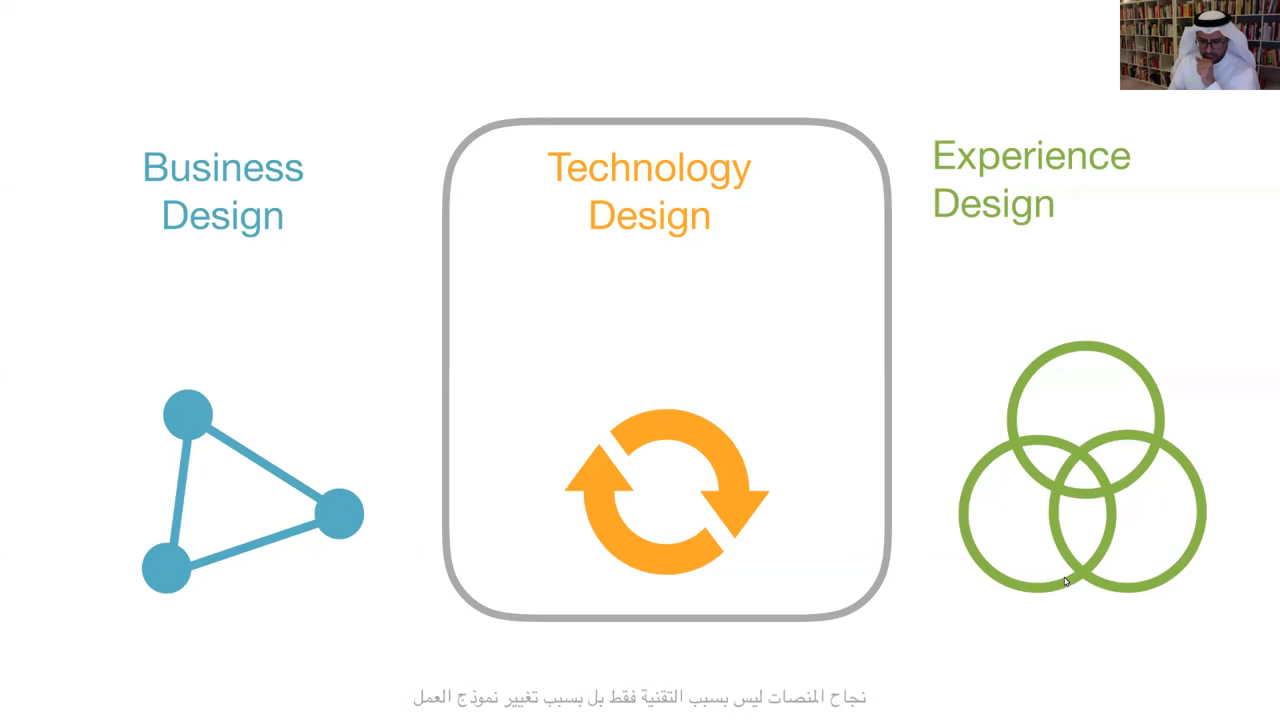 Business
Design
Technology
Design
Experience
Design
نجاح المنصات ليس بسبب التقنية فقط بل بسبب تغيير نموذج العمل